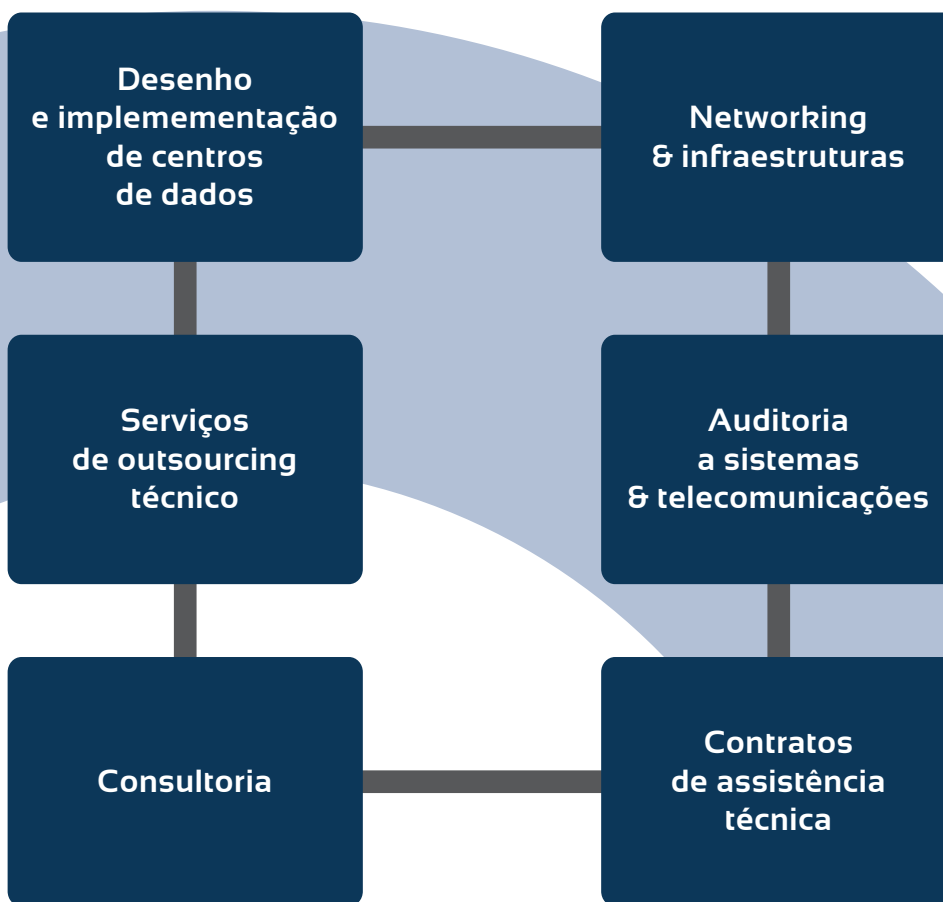 Desenho
e implemementação
de centros
de dados
Networking
& infraestruturas
Serviços
de outsourcing
técnico
Auditoria
a sistemas
& telecomunicações
Consultoria
Contratos
de assistência
técnica